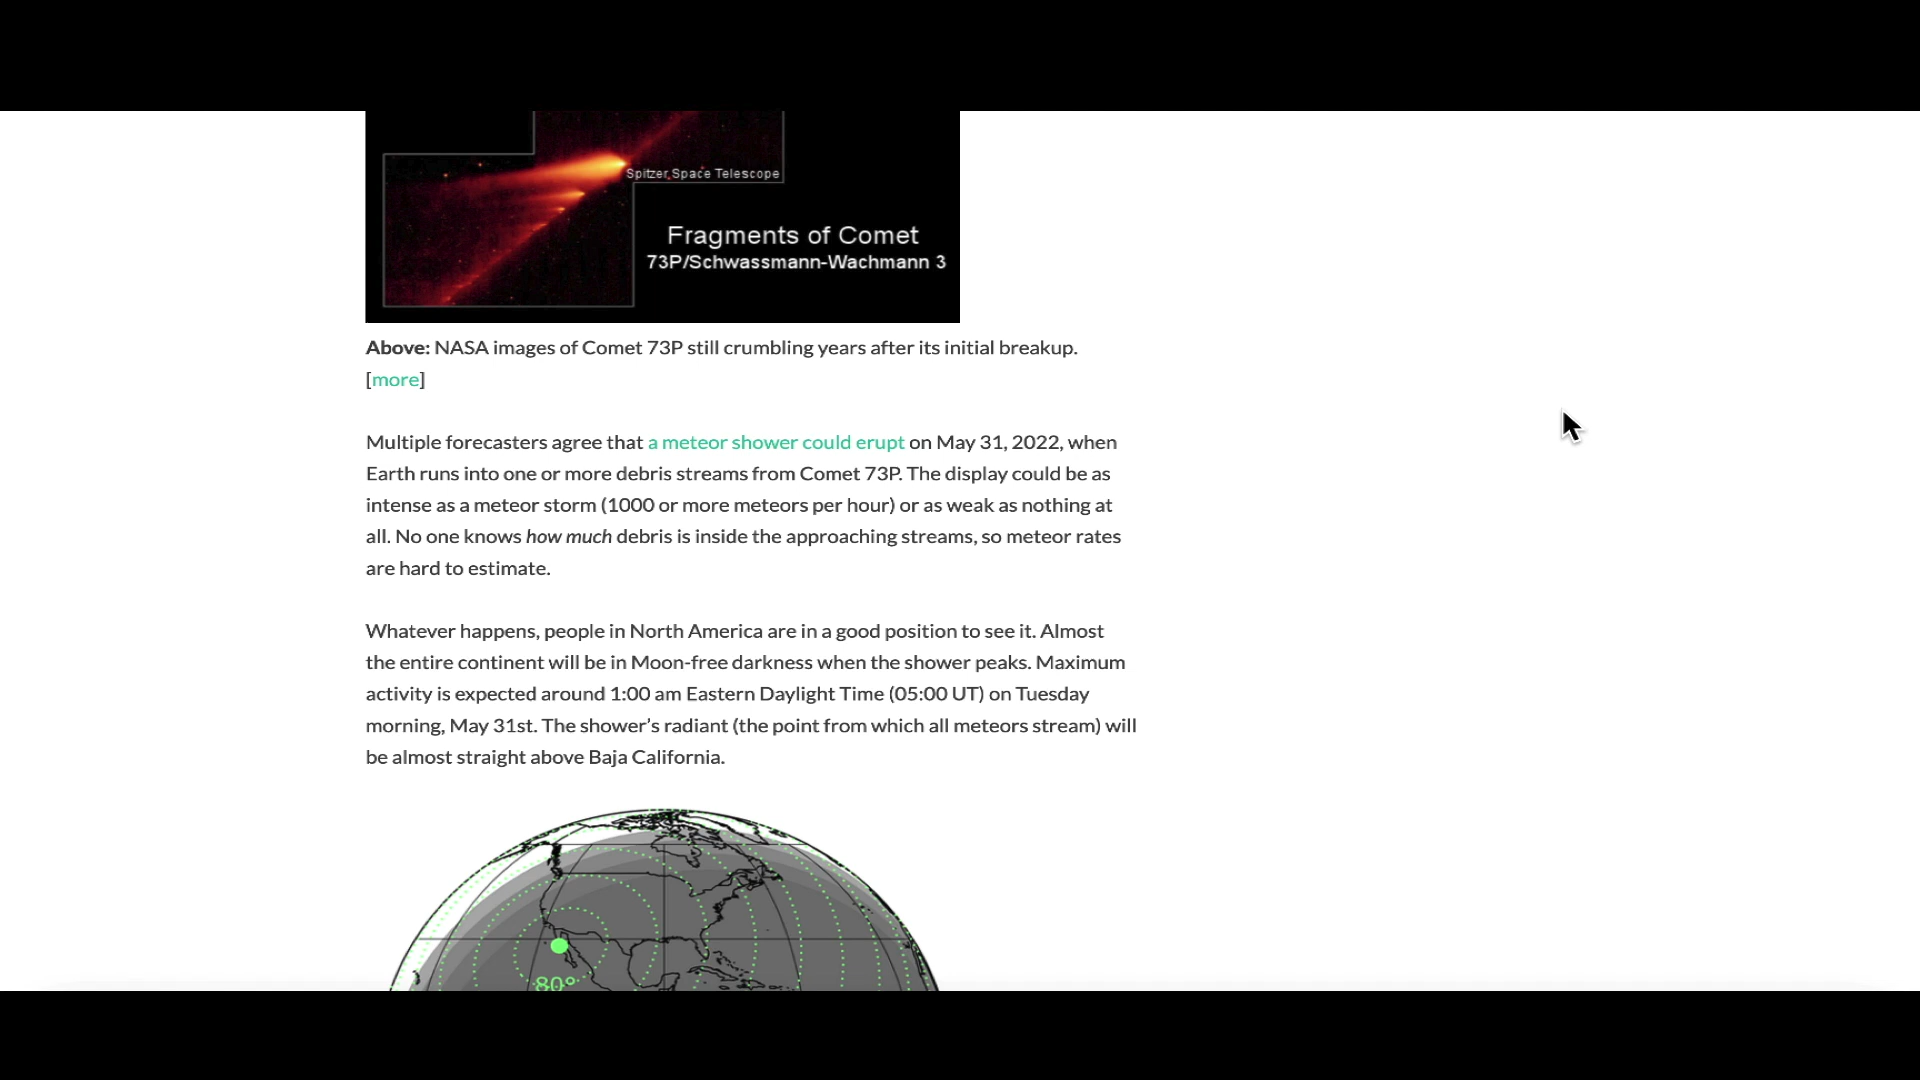 Spitzer Space Telescope
Fragments of Comet
73P/Schwassmann-Wachmann 3
Above: NASA images of Comet 73P still crumbling years after its initial breakup.
[more]
Multiple forecasters agree that a meteor shower could erupt on May 31, 2022, when
Earth runs into one or more debris streams from Comet 73P. The display could be as
intense as a meteor storm (1000 or more meteors per hour) or as weak as nothing at
all. No one knows how much debris is inside the approaching streams, so meteor rates
are hard to estimate.
Whatever happens, people in North America are in a good position to see it. Almost
the entire continent will be in Moon-free darkness when the shower peaks. Maximum
activity is expected around 1:00 am Eastern Daylight Time (05:00 UT) on Tuesday
morning, May 31st. The shower’s radiant (the point from which all meteors stream) will
be almost straight above Baja California.
80°